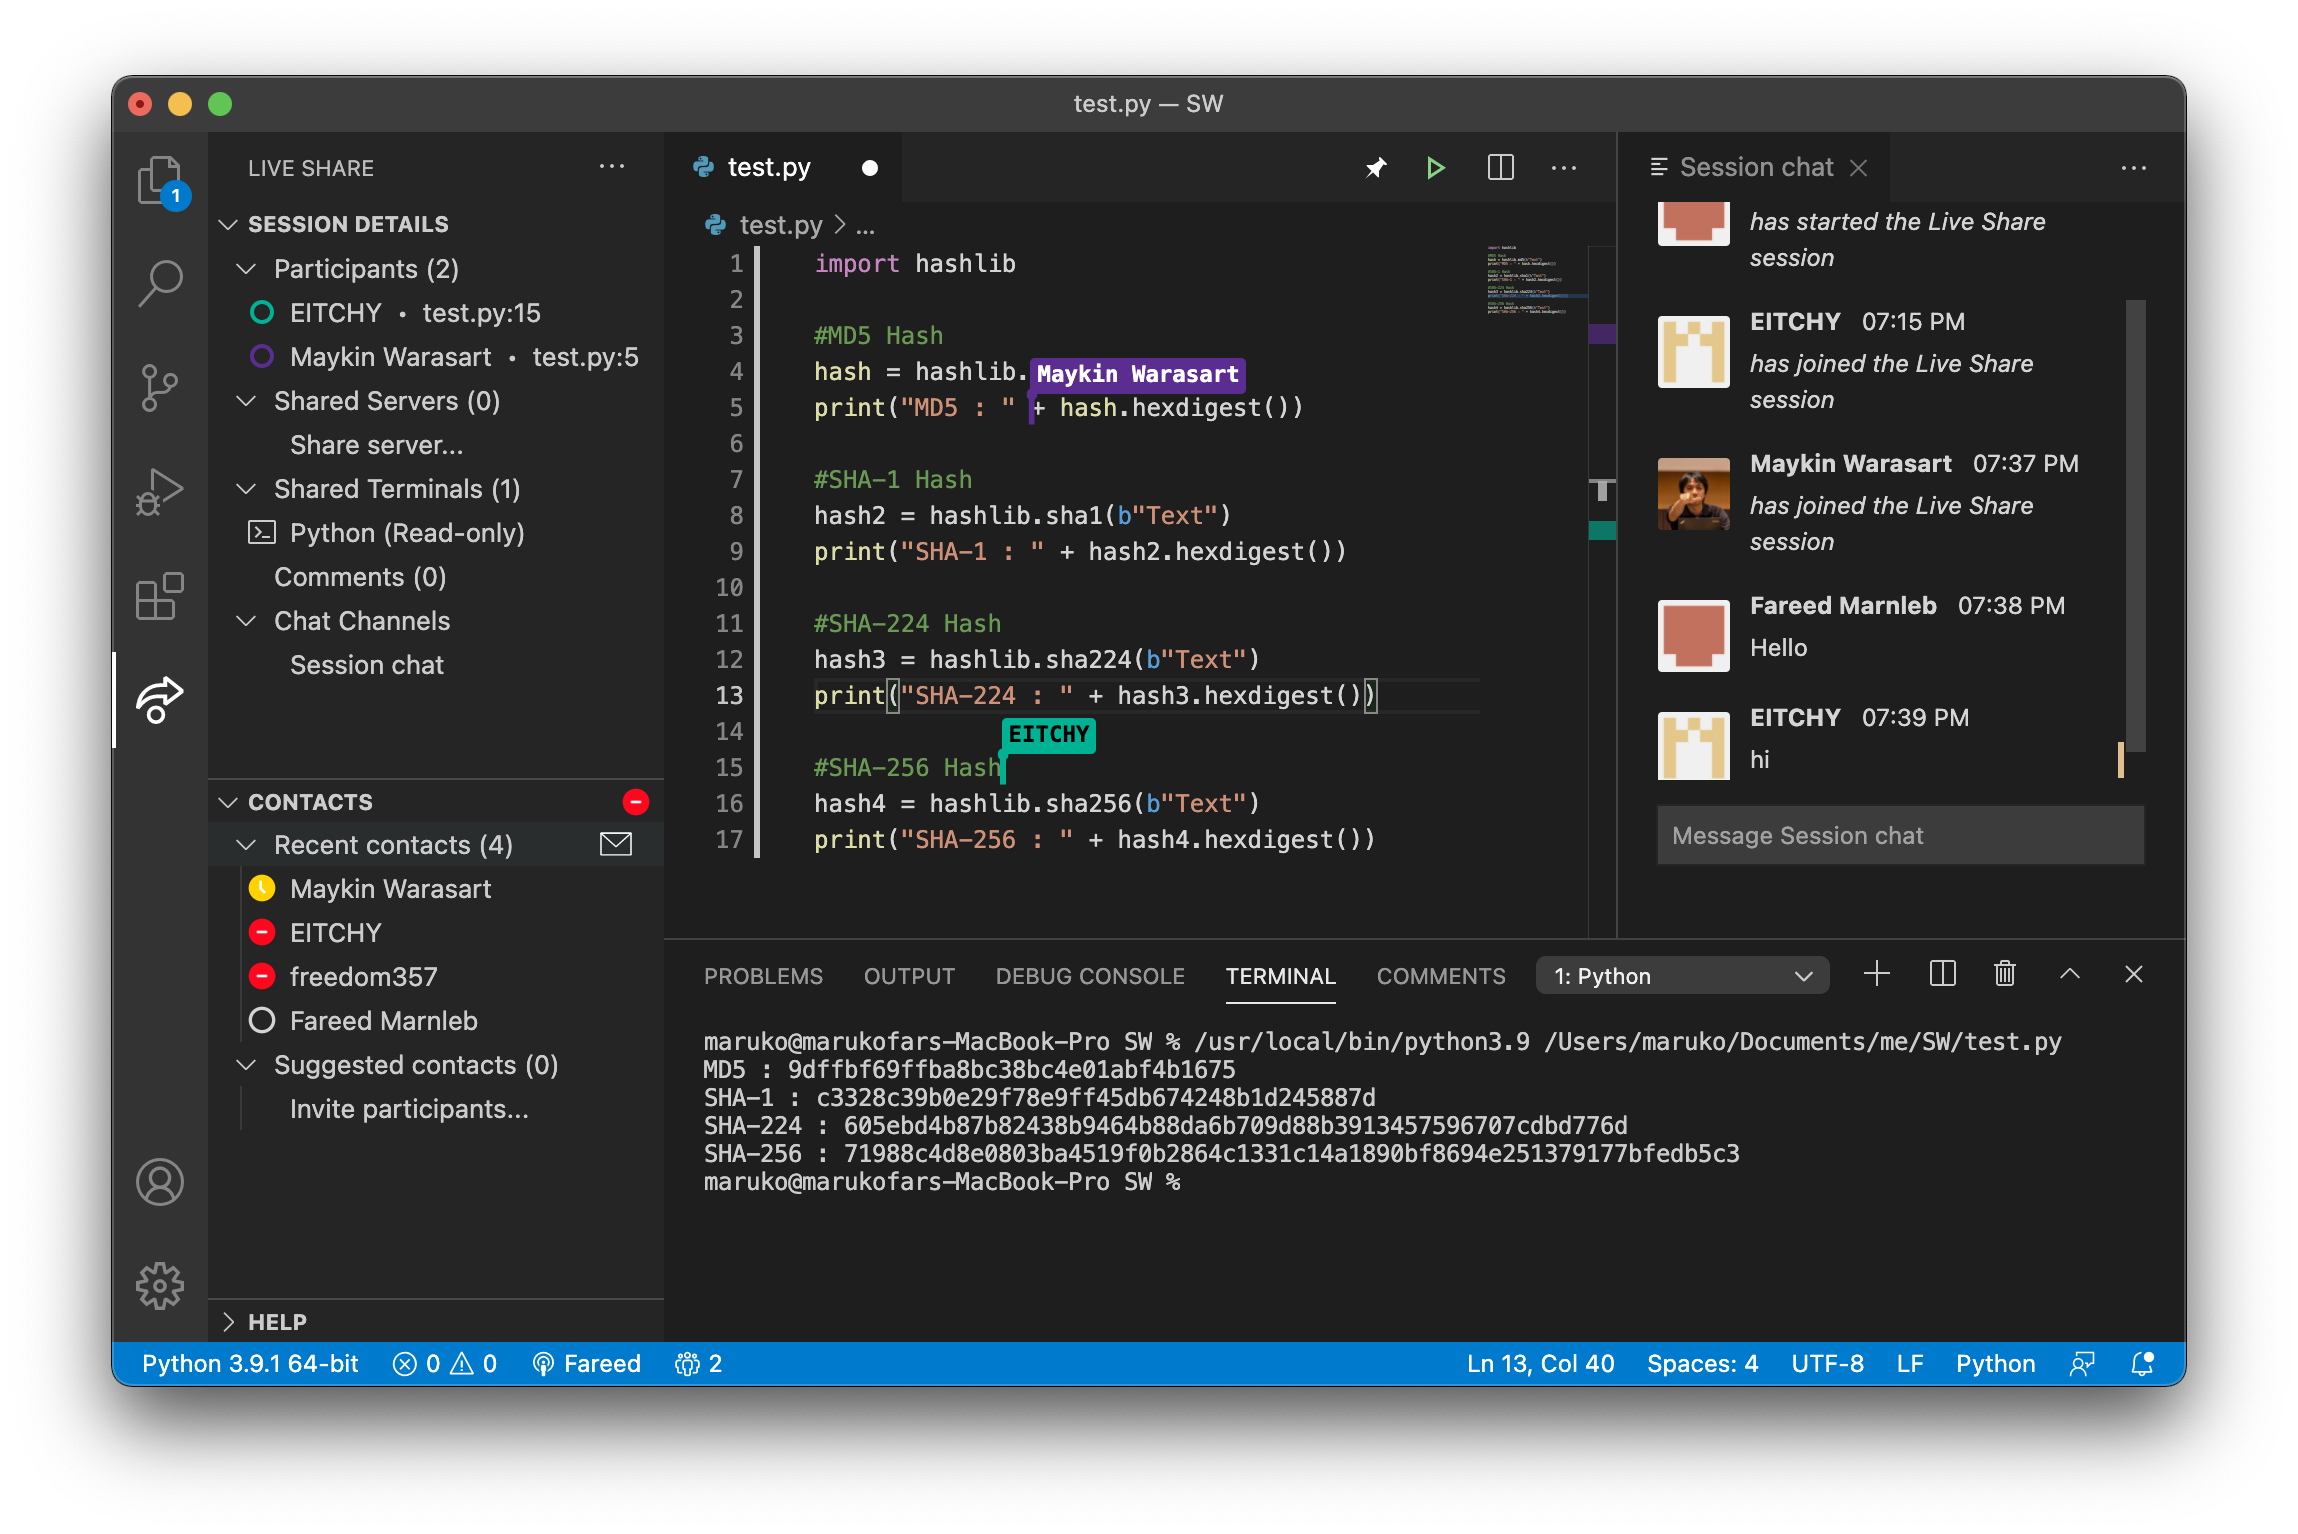 test.py — SW
1
LIVE SHARE
SESSION DETAILS
Participants (2)
EITCHY • test.py:15
Maykin Warasart • test.py:5
Shared Servers (0)
Share server...
Shared Terminals (1)
Python (Read-only)
Comments (0)
Chat Channels
Session chat
CONTACTS
Recent contacts (4)
Maykin Warasart
EITCHY
freedom357
Fareed Marnleb
Suggested contacts (0)
Invite participants...
HELP
test.py
test.py > ...
1 import hashlib
2
3 #MD5 Hash
4 hash = hashlib.
Maykin Warasart
5 print("MD5 : " + hash.hexdigest())
6
7 #SHA-1 Hash
8 hash2 = hashlib.sha1(b"Text")
9 print("SHA-1 : " + hash2.hexdigest())
10
11 #SHA-224 Hash
12 hash3 = hashlib.sha224(b"Text")
13 print("SHA-224 : " + hash3.hexdigest())
14
EITCHY
15 #SHA-256 Hash
16 hash4 = hashlib.sha256(b"Text")
17 print("SHA-256 : " + hash4.hexdigest())
Session chat
has started the Live Share
session
EITCHY 07:15 PM
has joined the Live Share
session
Maykin Warasart 07:37 PM
has joined the Live Share
session
Fareed Marnleb 07:38 PM
Hello
EITCHY 07:39 PM
hi
Message Session chat
PROBLEMS OUTPUT DEBUG CONSOLE TERMINAL COMMENTS 1: Python
maruko@marukofars-MacBook-Pro SW % /usr/local/bin/python3.9 /Users/maruko/Documents/me/SW/test.py
MD5 : 9dffbf69ffba8bc38bc4e01abf4b1675
SHA-1 : c3328c39b0e29f78e9ff45db674248b1d245887d
SHA-224 : 605ebd4b87b82438b9464b88da6b709d88b3913457596707cdbd776d
SHA-256 : 71988c4d8e0803ba4519f0b2864c1331c14a1890bf8694e251379177bfedb5c3
maruko@marukofars-MacBook-Pro SW %
Python 3.9.1 64-bit 0 0 Fareed 2 Ln 13, Col 40 Spaces: 4 UTF-8 LF Python